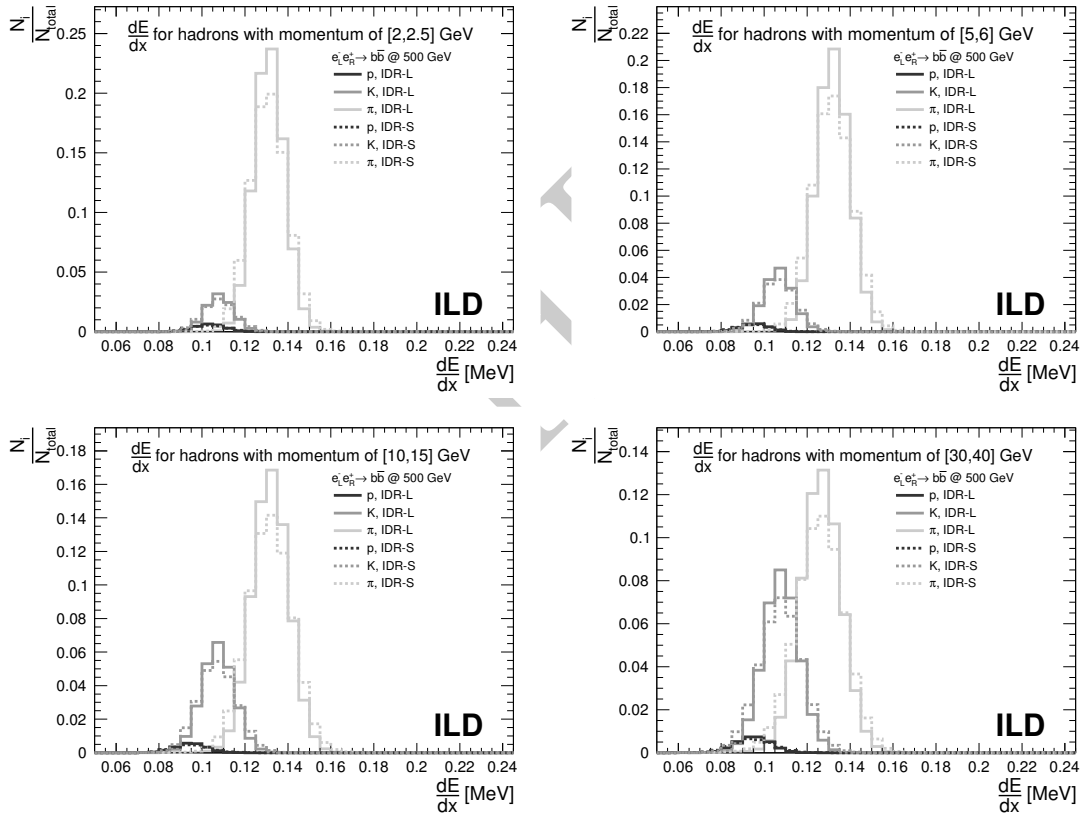 N_i / N_total
dE/dx for hadrons with momentum of [2,2.5] GeV
e_L^- e_R^+ → bb̅ @ 500 GeV
p, IDR-L
K, IDR-L
π, IDR-L
p, IDR-S
K, IDR-S
π, IDR-S
0.25
0.2
0.15
0.1
0.05
0
ILD
0.06 0.08 0.1 0.12 0.14 0.16 0.18 0.2 0.22 0.24
dE/dx [MeV]
N_i / N_total
dE/dx for hadrons with momentum of [5,6] GeV
e_L^- e_R^+ → bb̅ @ 500 GeV
p, IDR-L
K, IDR-L
π, IDR-L
p, IDR-S
K, IDR-S
π, IDR-S
0.22
0.2
0.18
0.16
0.14
0.12
0.1
0.08
0.06
0.04
0.02
0
ILD
0.06 0.08 0.1 0.12 0.14 0.16 0.18 0.2 0.22 0.24
dE/dx [MeV]
N_i / N_total
dE/dx for hadrons with momentum of [10,15] GeV
e_L^- e_R^+ → bb̅ @ 500 GeV
p, IDR-L
K, IDR-L
π, IDR-L
p, IDR-S
K, IDR-S
π, IDR-S
0.18
0.16
0.14
0.12
0.1
0.08
0.06
0.04
0.02
0
ILD
0.06 0.08 0.1 0.12 0.14 0.16 0.18 0.2 0.22 0.24
dE/dx [MeV]
N_i / N_total
dE/dx for hadrons with momentum of [30,40] GeV
e_L^- e_R^+ → bb̅ @ 500 GeV
p, IDR-L
K, IDR-L
π, IDR-L
p, IDR-S
K, IDR-S
π, IDR-S
0.14
0.12
0.1
0.08
0.06
0.04
0.02
0
ILD
0.06 0.08 0.1 0.12 0.14 0.16 0.18 0.2 0.22 0.24
dE/dx [MeV]